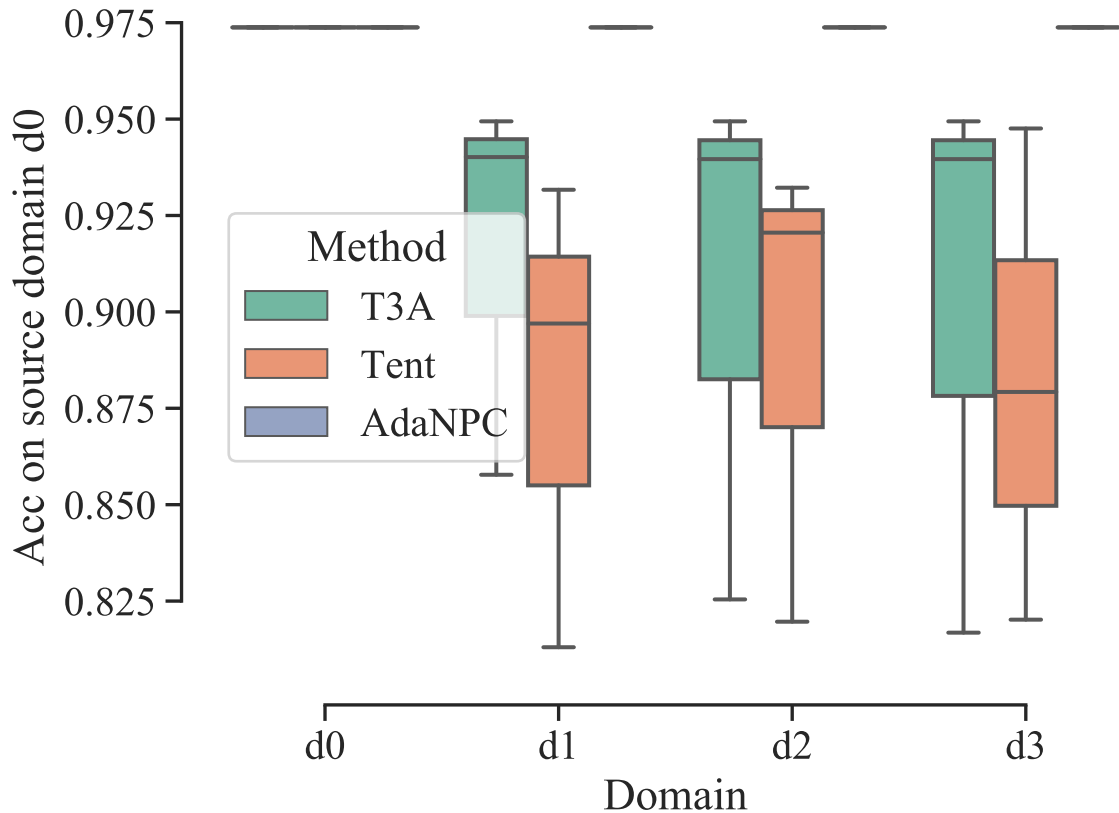 0.975
0.950
0.925
0.900
0.875
0.850
0.825
Acc on source domain d0
Method
T3A
Tent
AdaNPC
d0 d1 d2 d3
Domain